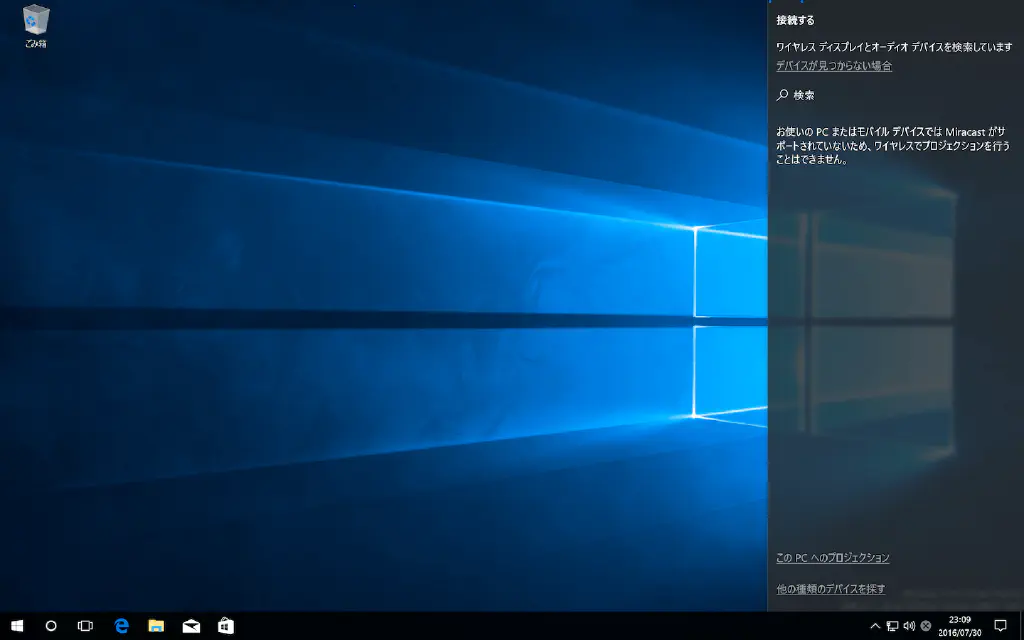 ごみ箱
接続する
ワイヤレス ディスプレイとオーディオ デバイスを検索しています
デバイスが見つからない場合
検索
お使いの PC またはモバイル デバイスでは Miracast がサ
ポートされていないため、ワイヤレスでプロジェクションを行う
ことはできません。
この PC へのプロジェクション
他の種類のデバイスを探す
23:09
2016/07/30